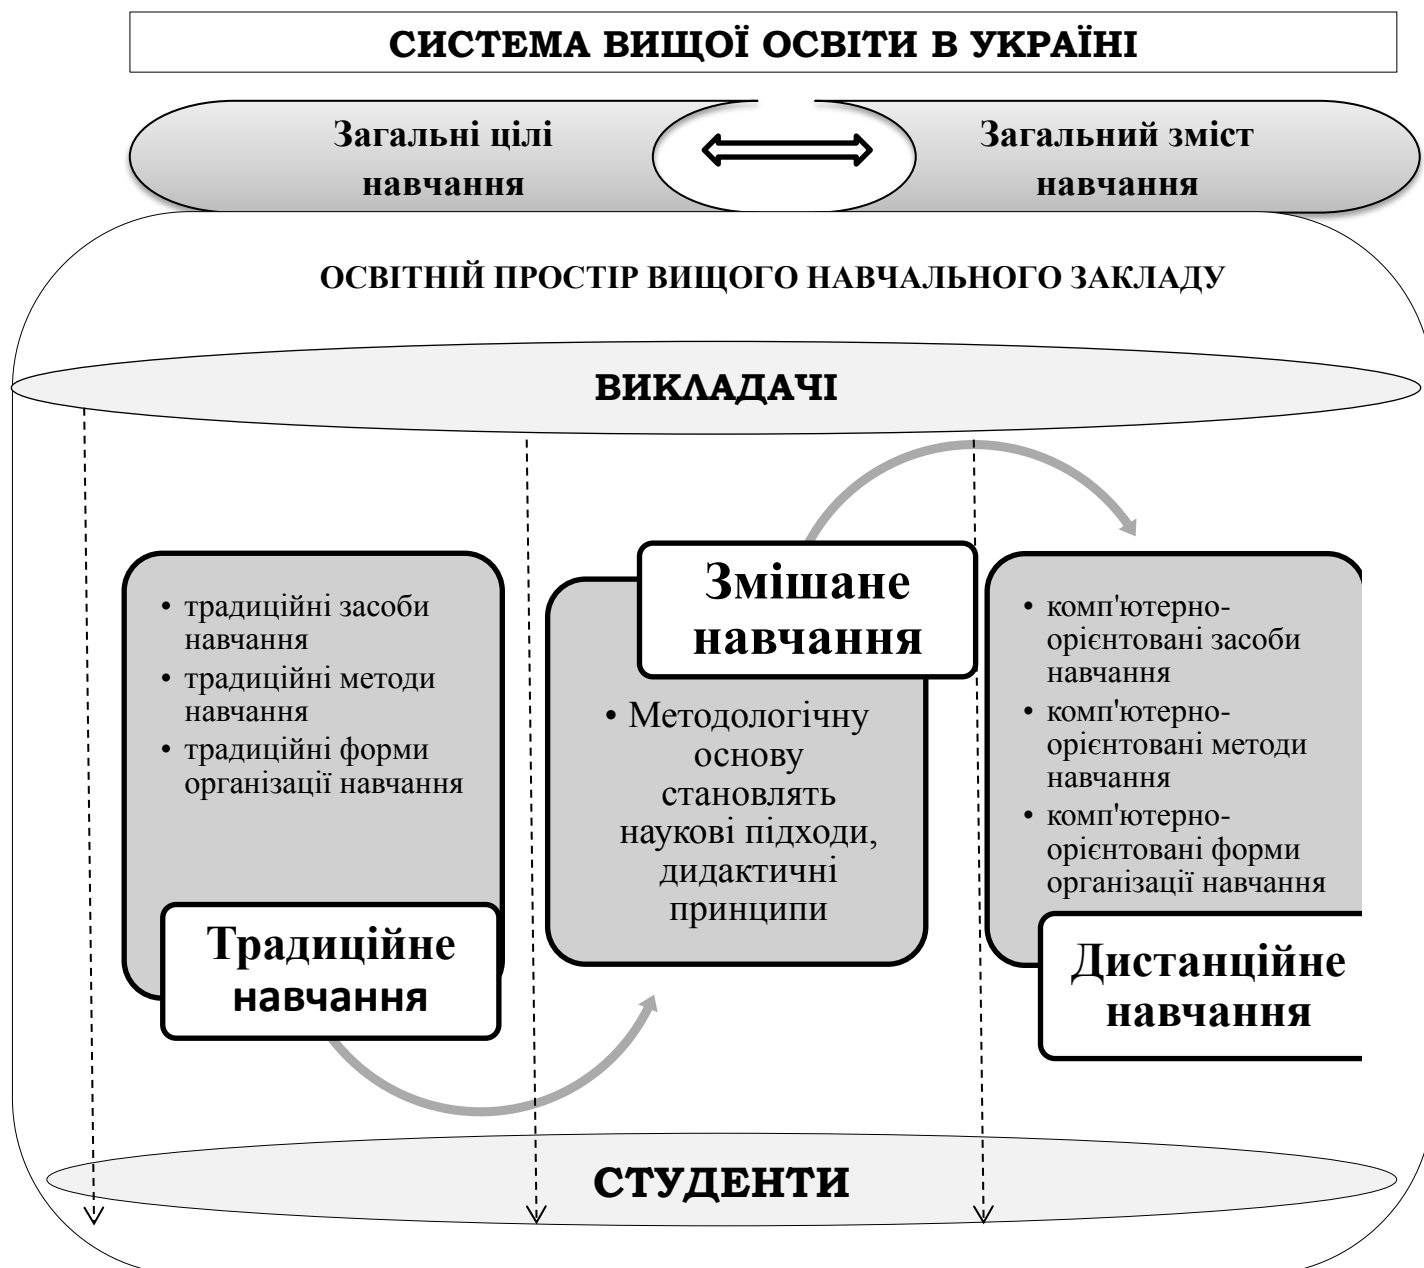 СИСТЕМА ВИЩОЇ ОСВІТИ В УКРАЇНІ
Загальні цілі
навчання
Загальний зміст
навчання
ОСВІТНІЙ ПРОСТІР ВИЩОГО НАВЧАЛЬНОГО ЗАКЛАДУ
ВИКЛАДАЧІ
• традиційні засоби
навчання
• традиційні методи
навчання
• традиційні форми
організації навчання
Традиційне
навчання
Змішане
навчання
• Методологічну
основу
становлять
наукові підходи,
дидактичні
принципи
• комп'ютерно-
орієнтовані засоби
навчання
• комп'ютерно-
орієнтовані методи
навчання
• комп'ютерно-
орієнтовані форми
організації навчання
Дистанційне
навчання
СТУДЕНТИ